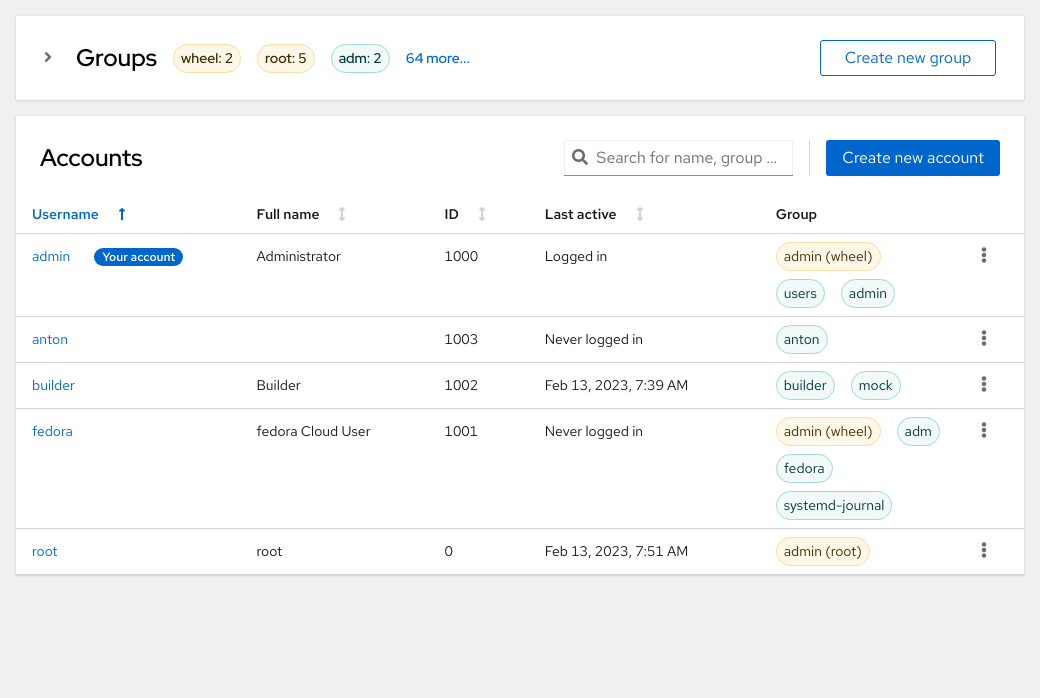 Groups wheel: 2 root: 5 adm: 2 64 more... Create new group
Accounts Search for name, group ... Create new account
Username Full name ID Last active Group
admin Your account Administrator 1000 Logged in admin (wheel)
users admin
anton 1003 Never logged in anton
builder Builder 1002 Feb 13, 2023, 7:39 AM builder mock
fedora fedora Cloud User 1001 Never logged in admin (wheel) adm
fedora
systemd-journal
root root 0 Feb 13, 2023, 7:51 AM admin (root)